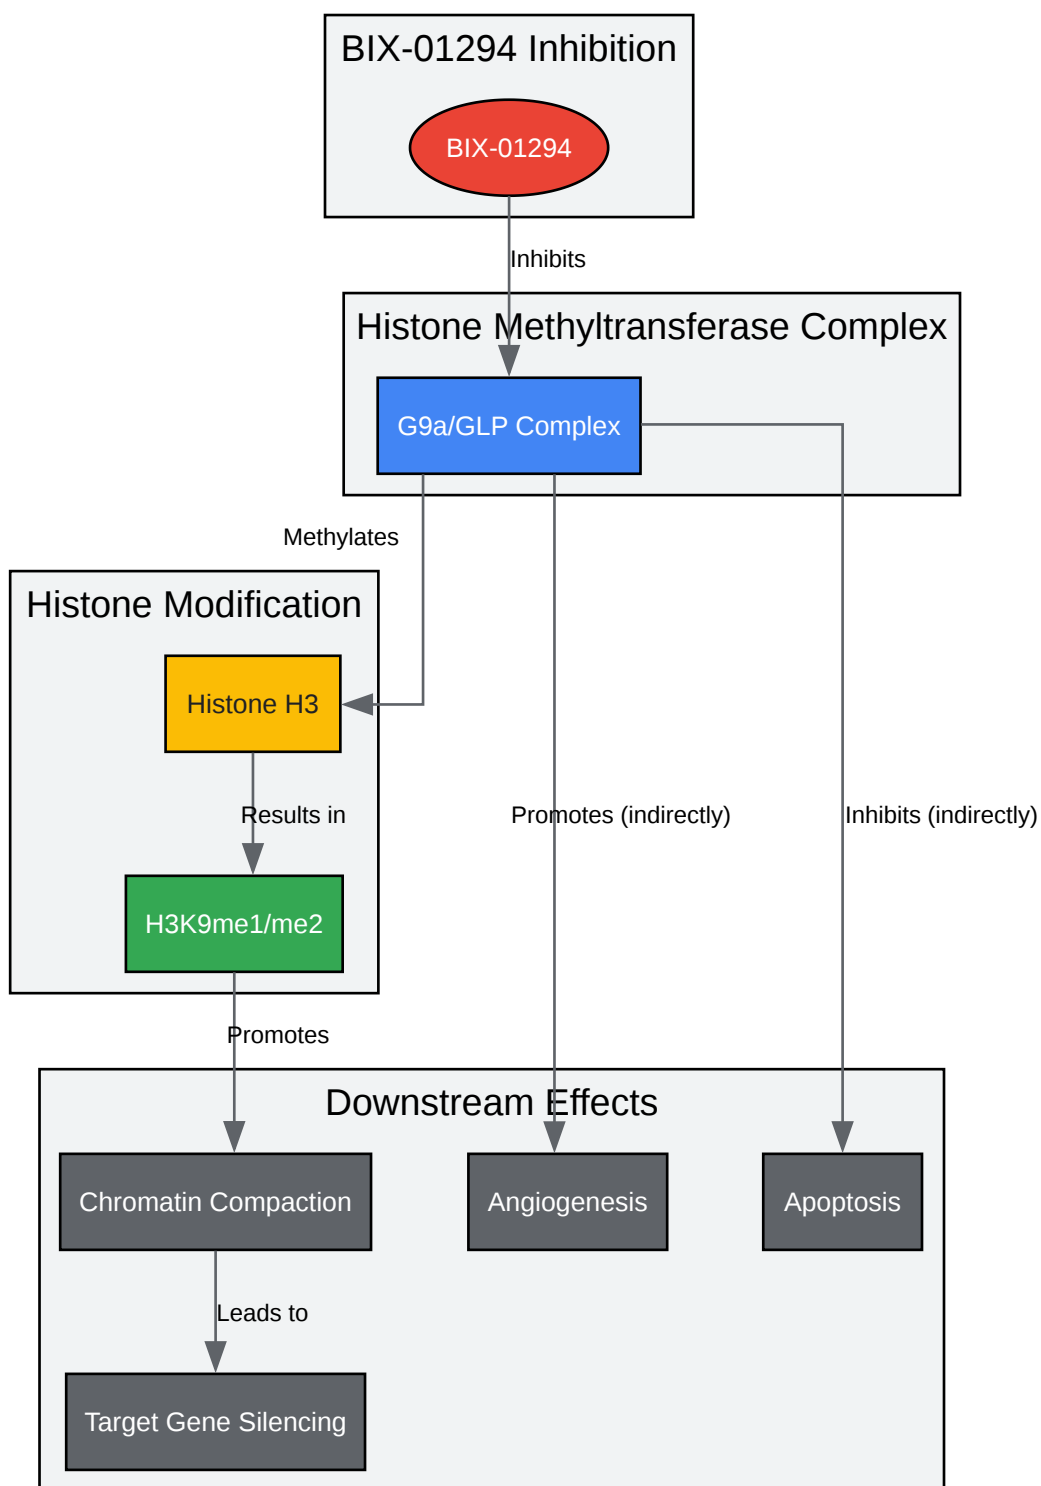 BIX-01294 Inhibition
BIX-01294
Inhibits
Histone Methyltransferase Complex
G9a/GLP Complex
Methylates
Histone Modification
Histone H3
Results in
Promotes (indirectly)
Inhibits (indirectly)
H3K9me1/me2
Promotes
Downstream Effects
Chromatin Compaction
Angiogenesis
Apoptosis
Leads to
Target Gene Silencing